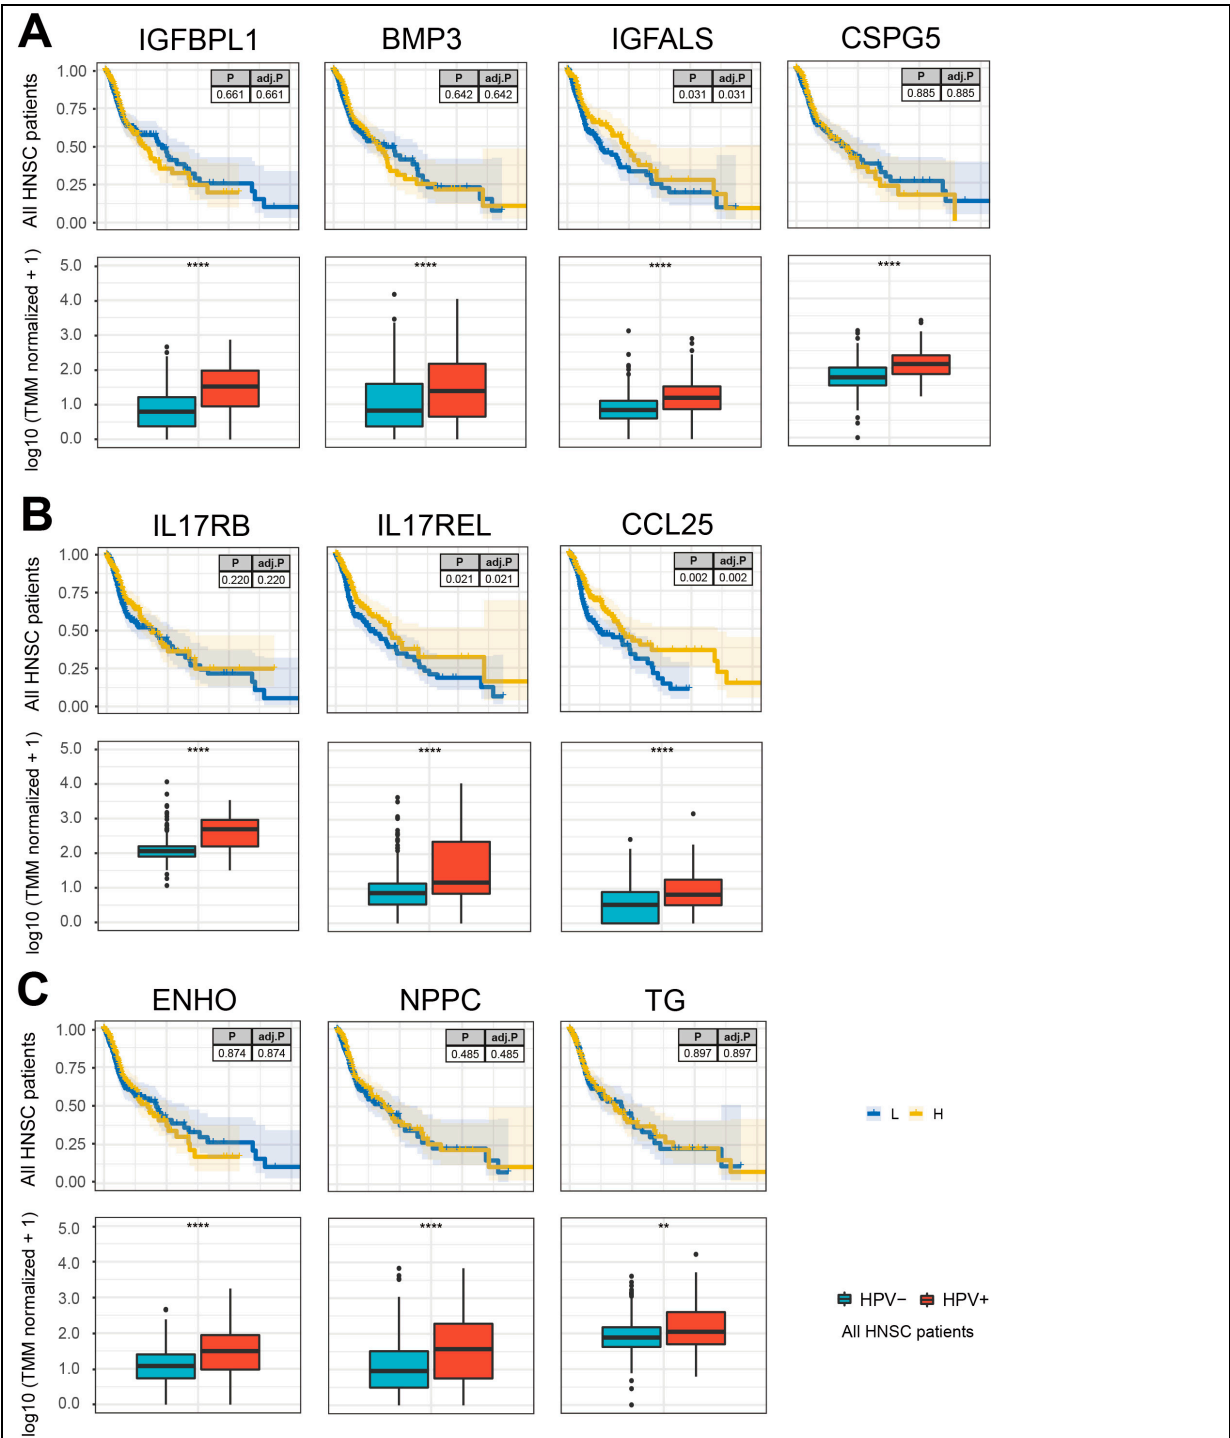 A
IGFBPL1 BMP3 IGFALS CSPG5
All HNSC patients
1.00
0.75
0.50
0.25
0.00
P adj.P
0.661 0.661
P adj.P
0.642 0.642
P adj.P
0.031 0.031
P adj.P
0.885 0.885
log10 (TMM normalized + 1)
5.0
4.0
3.0
2.0
1.0
0.0
**** **** **** ****
B
IL17RB IL17REL CCL25
All HNSC patients
1.00
0.75
0.50
0.25
0.00
P adj.P
0.220 0.220
P adj.P
0.021 0.021
P adj.P
0.002 0.002
log10 (TMM normalized + 1)
5.0
4.0
3.0
2.0
1.0
0.0
**** **** ****
C
ENHO NPPC TG
All HNSC patients
1.00
0.75
0.50
0.25
0.00
P adj.P
0.874 0.874
P adj.P
0.485 0.485
P adj.P
0.897 0.897
L H
log10 (TMM normalized + 1)
5.0
4.0
3.0
2.0
1.0
0.0
**** **** **
HPV− HPV+
All HNSC patients